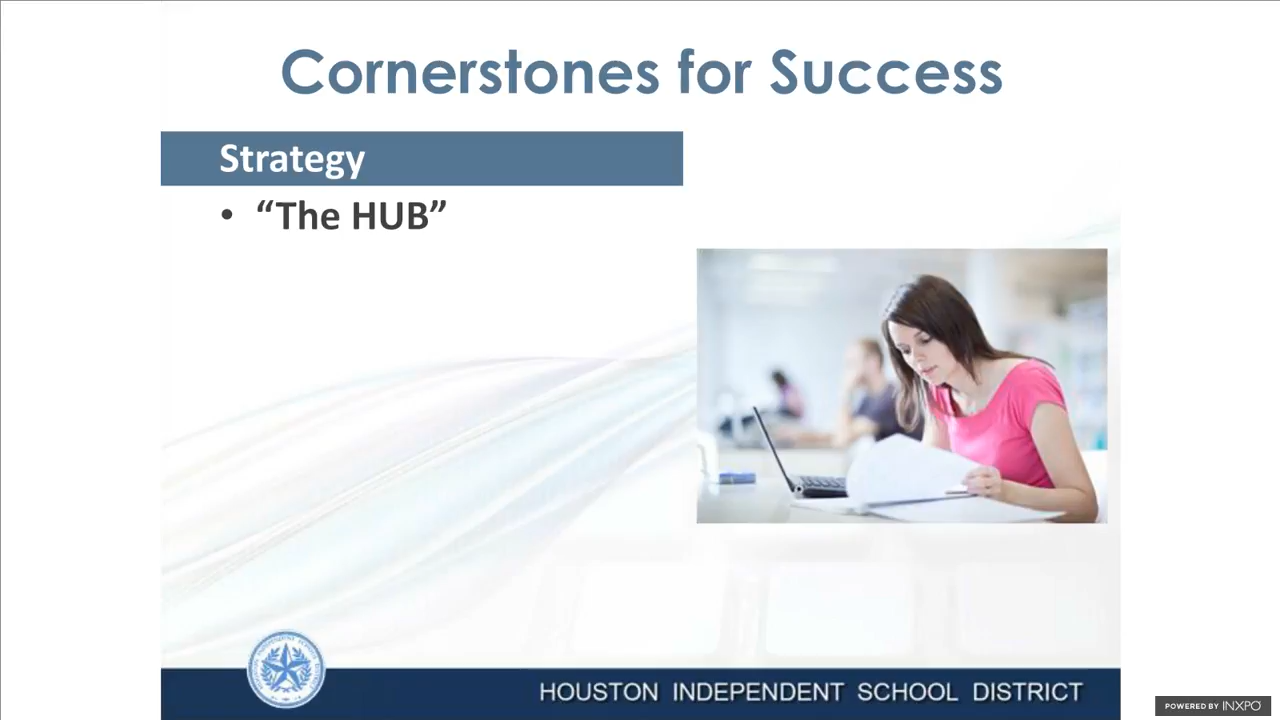 Cornerstones for Success
Strategy
• “The HUB”
HOUSTON INDEPENDENT SCHOOL DISTRICT
POWERED BY INXPO